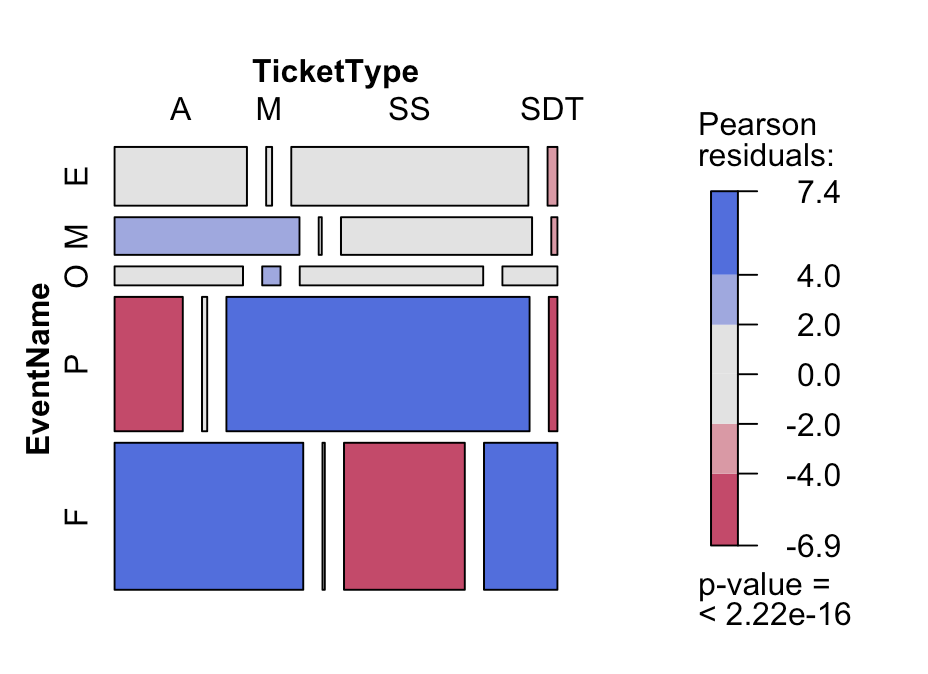 TicketType
A M SS SDT
EventName
E
M
O
P
F
Pearson
residuals:
7.4
4.0
2.0
0.0
-2.0
-4.0
-6.9
p-value =
< 2.22e-16